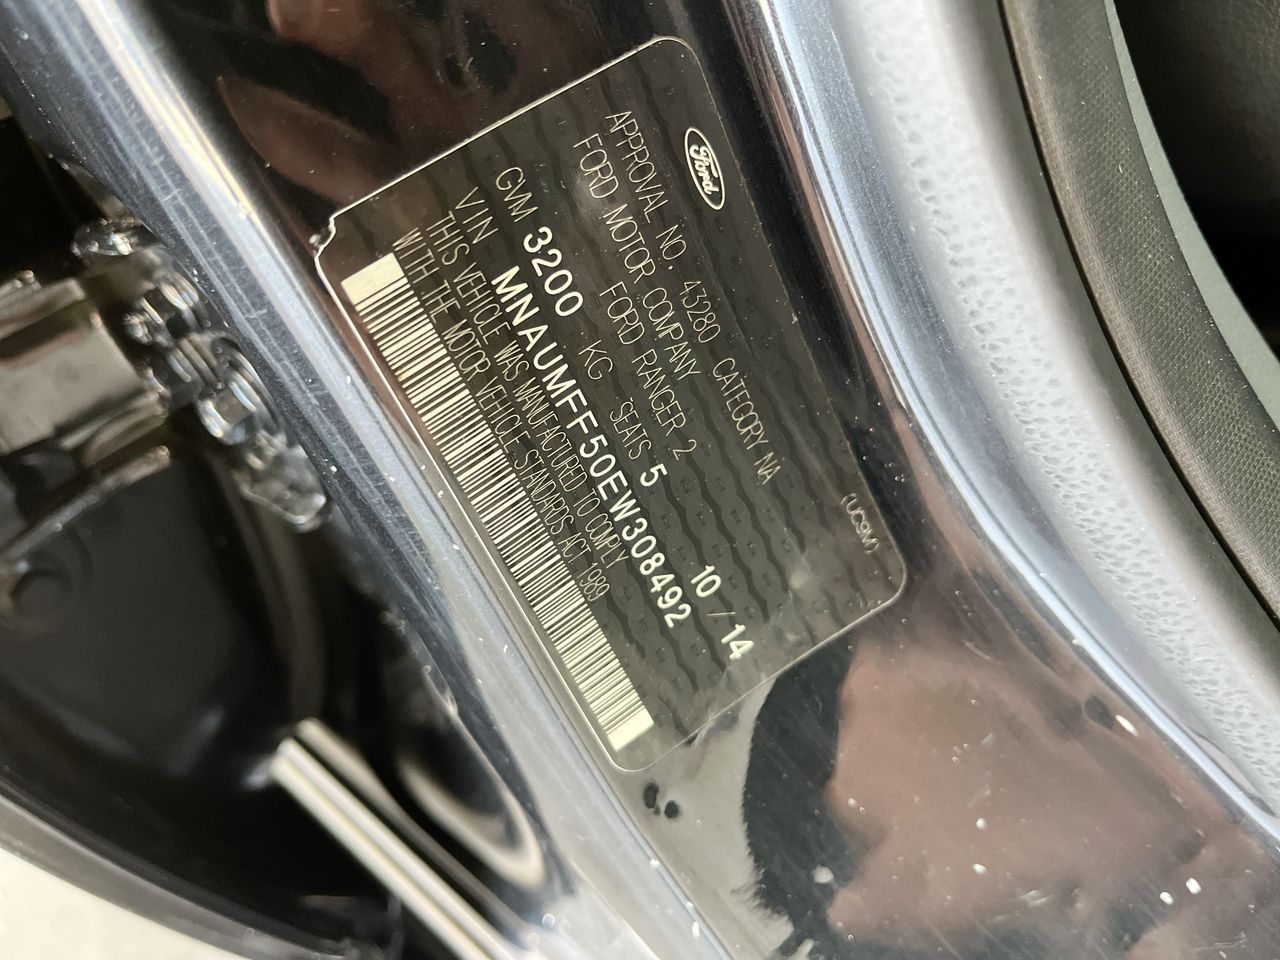 Ford
APPROVAL NO. 43280 CATEGORY NA (UC9M)
FORD MOTOR COMPANY
FORD RANGER 2 10 / 14
GVM 3200 KG SEATS 5
VIN MNAUMFF50EW308492
THIS VEHICLE WAS MANUFACTURED TO COMPLY
WITH THE MOTOR VEHICLE STANDARDS ACT 1989